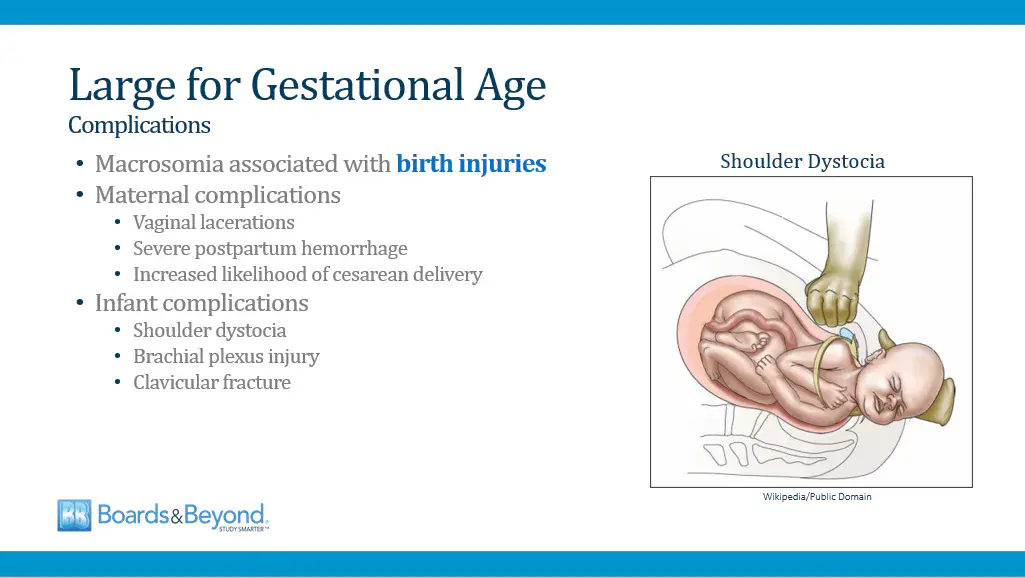 Large for Gestational Age
Complications
• Macrosomia associated with birth injuries
• Maternal complications
• Vaginal lacerations
• Severe postpartum hemorrhage
• Increased likelihood of cesarean delivery
• Infant complications
• Shoulder dystocia
• Brachial plexus injury
• Clavicular fracture
Shoulder Dystocia
Wikipedia/Public Domain
BB Boards&Beyond®
STUDY SMARTER™